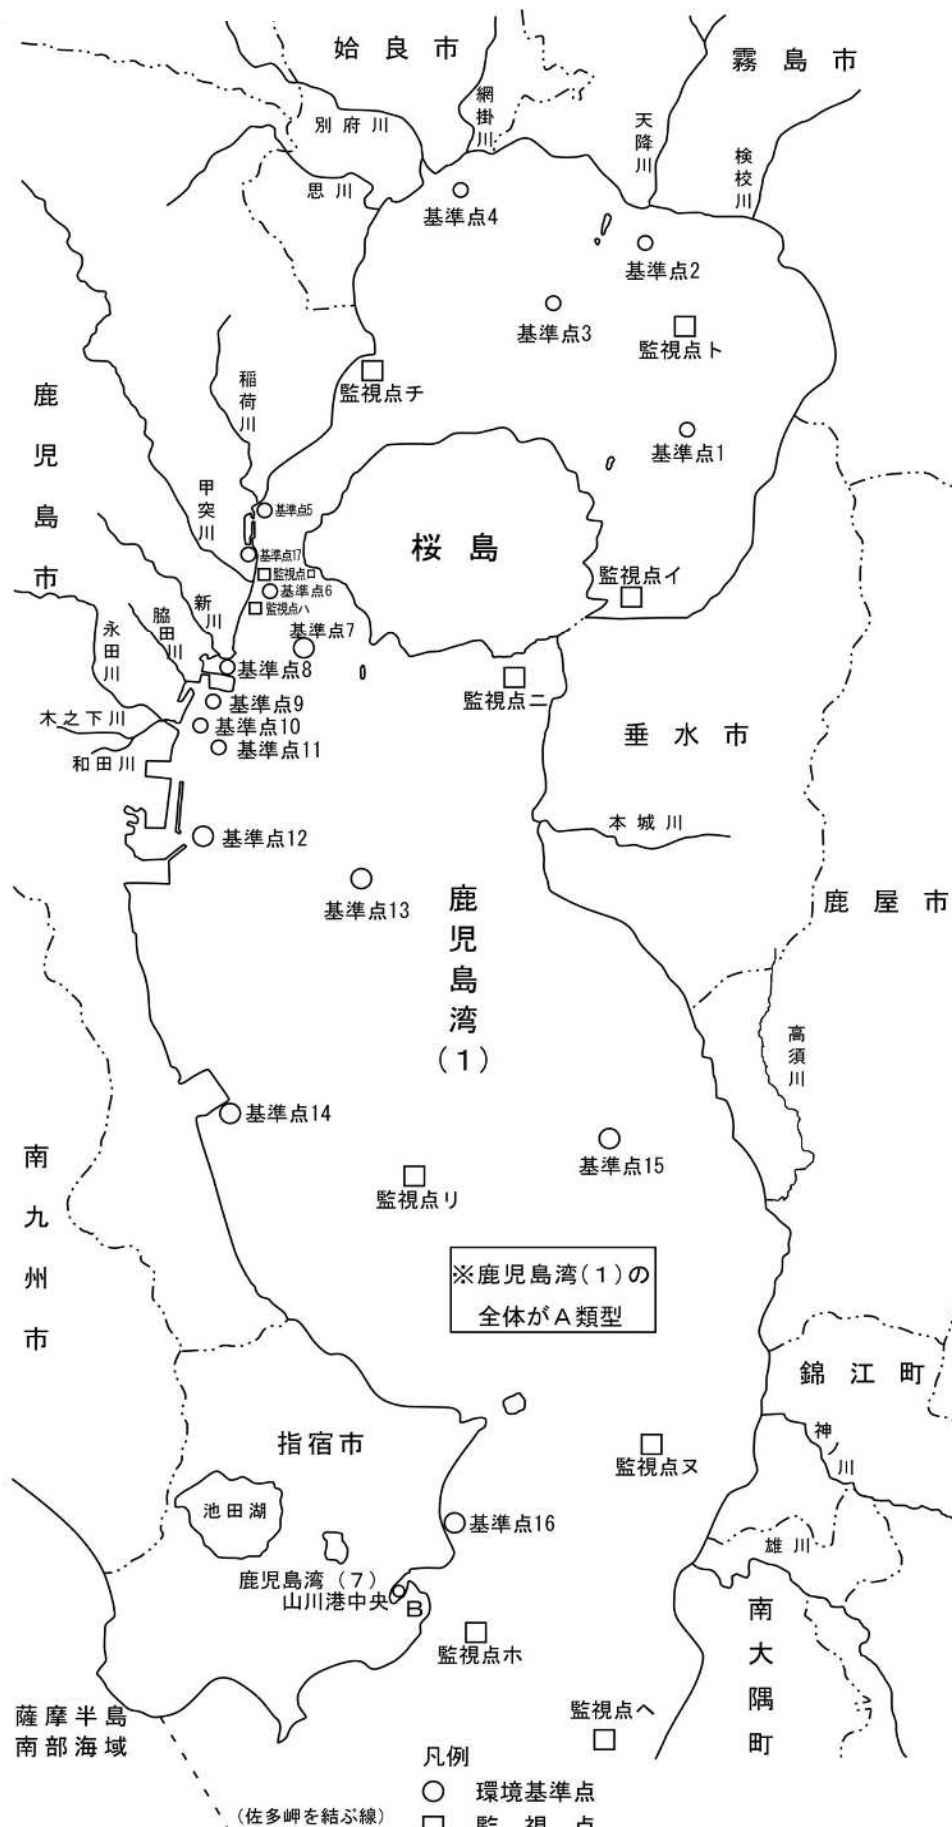 姶良市
霧島市
別府川
網掛川
天降川
検校川
思川
基準点4
基準点2
基準点3
監視点ト
監視点チ
稲荷川
鹿児島市
基準点1
甲突川
基準点5
桜島
基準点17
監視点ロ
監視点イ
基準点6
監視点ハ
新川
脇田川
永田川
基準点7
基準点8
監視点ニ
基準点9
木之下川
基準点10
垂水市
基準点11
和田川
本城川
基準点12
鹿屋市
基準点13
鹿児島湾
(1)
高須川
基準点14
南九州市
基準点15
監視点リ
※鹿児島湾(1)の
全体がA類型
錦江町
指宿市
神ノ川
監視点ヌ
池田湖
基準点16
雄川
鹿児島湾(7)
山川港中央
B
南大隅町
監視点ホ
薩摩半島
南部海域
監視点ヘ
凡例
環境基準点
(佐多岬を結ぶ線)
監視点